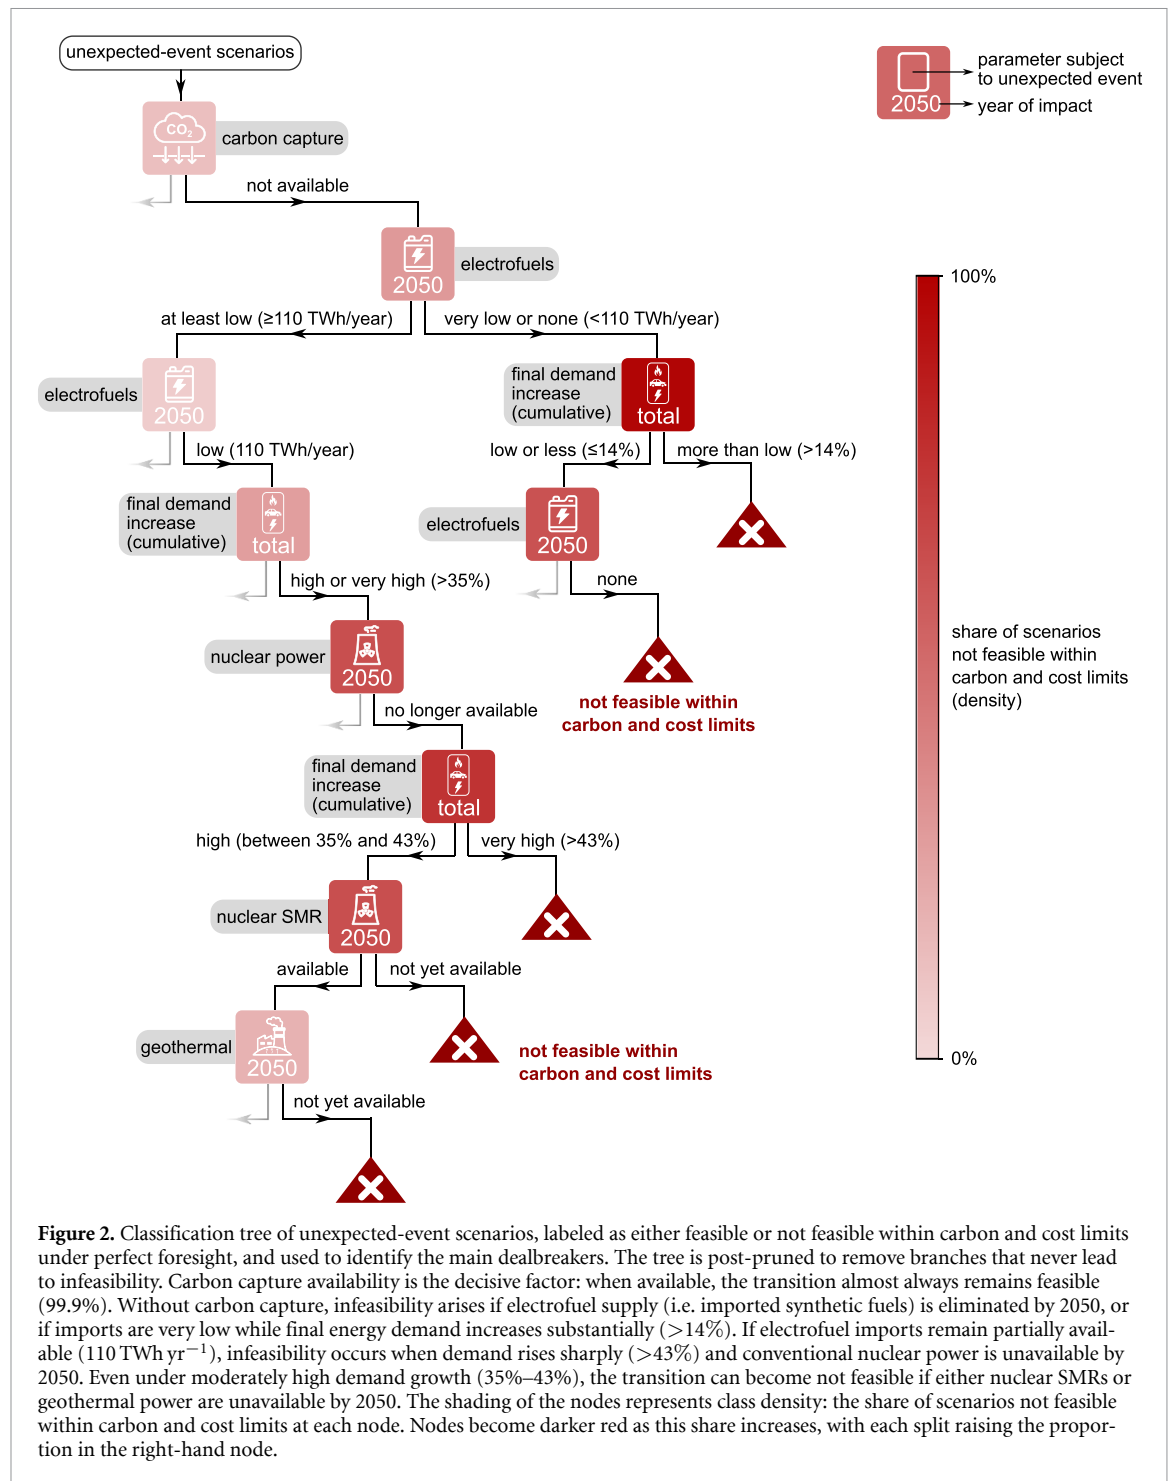 unexpected-event scenarios
parameter subject
to unexpected event
2050
year of impact
CO₂
carbon capture
not available
2050
electrofuels
at least low (≥110 TWh/year)
very low or none (<110 TWh/year)
100%
electrofuels
2050
final demand
increase
(cumulative)
total
low (110 TWh/year)
low or less (≤14%)
more than low (>14%)
final demand
increase
(cumulative)
total
electrofuels
2050
high or very high (>35%)
none
nuclear power
2050
share of scenarios
not feasible within
carbon and cost limits
(density)
no longer available
not feasible within
carbon and cost limits
final demand
increase
(cumulative)
total
high (between 35% and 43%)
very high (>43%)
nuclear SMR
2050
available
not yet available
geothermal
2050
not feasible within
carbon and cost limits
0%
not yet available
Figure 2. Classification tree of unexpected-event scenarios, labeled as either feasible or not feasible within carbon and cost limits
under perfect foresight, and used to identify the main dealbreakers. The tree is post-pruned to remove branches that never lead
to infeasibility. Carbon capture availability is the decisive factor: when available, the transition almost always remains feasible
(99.9%). Without carbon capture, infeasibility arises if electrofuel supply (i.e. imported synthetic fuels) is eliminated by 2050, or
if imports are very low while final energy demand increases substantially (>14%). If electrofuel imports remain partially avail-
able (110 TWh yr⁻¹), infeasibility occurs when demand rises sharply (>43%) and conventional nuclear power is unavailable by
2050. Even under moderately high demand growth (35%–43%), the transition can become not feasible if either nuclear SMRs or
geothermal power are unavailable by 2050. The shading of the nodes represents class density: the share of scenarios not feasible
within carbon and cost limits at each node. Nodes become darker red as this share increases, with each split raising the propor-
tion in the right-hand node.